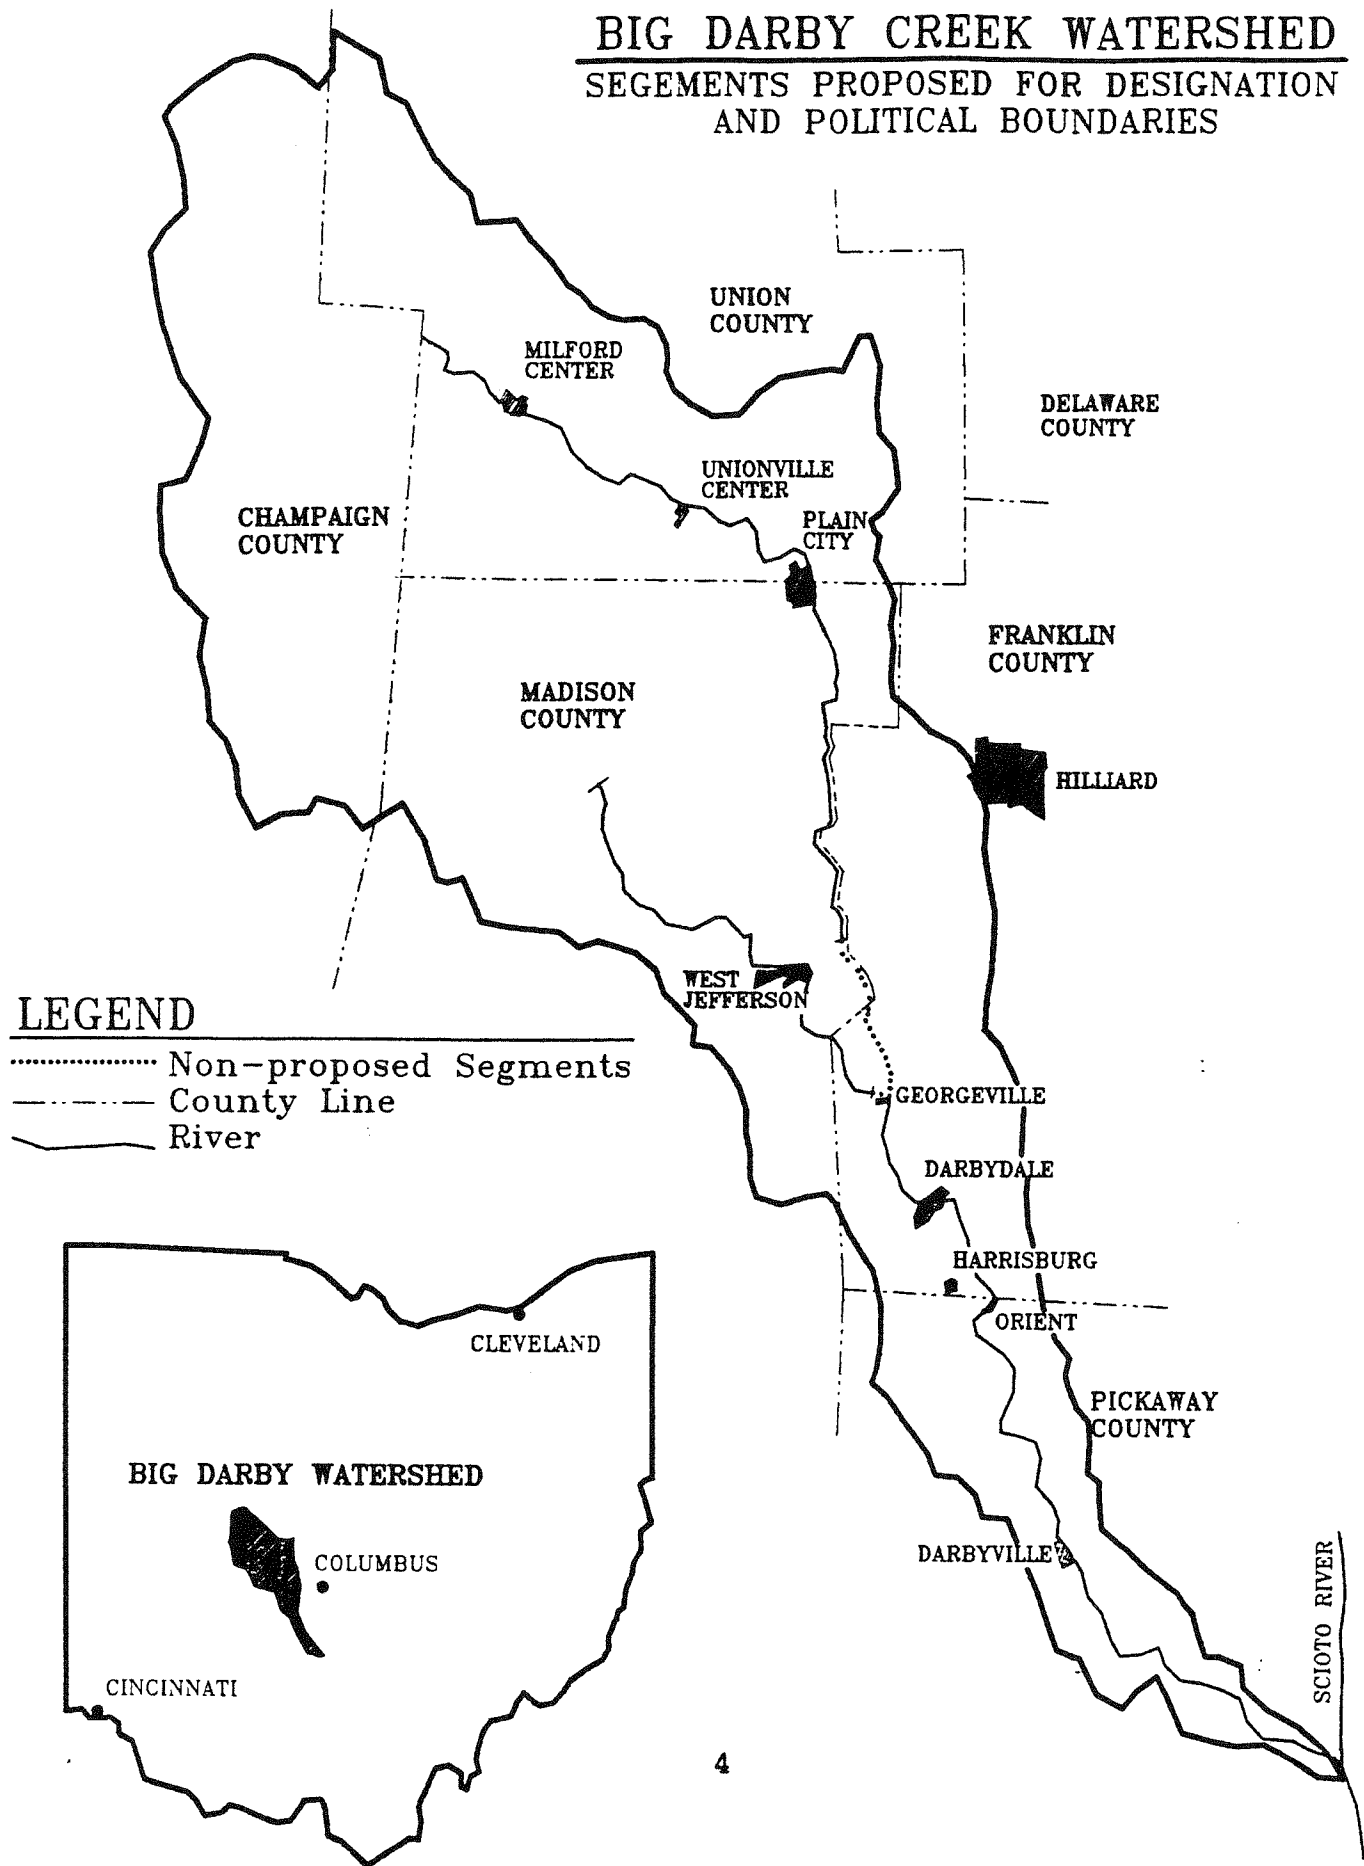 BIG DARBY CREEK WATERSHED
SEGEMENTS PROPOSED FOR DESIGNATION
AND POLITICAL BOUNDARIES
UNION
COUNTY
MILFORD
CENTER
DELAWARE
COUNTY
UNIONVILLE
CENTER
CHAMPAIGN
COUNTY
PLAIN
CITY
FRANKLIN
COUNTY
MADISON
COUNTY
HILLIARD
WEST
JEFFERSON
LEGEND
Non-proposed Segments
County Line
River
GEORGEVILLE
DARBYDALE
HARRISBURG
ORIENT
PICKAWAY
COUNTY
DARBYVILLE
SCIOTO RIVER
CLEVELAND
BIG DARBY WATERSHED
COLUMBUS
CINCINNATI
4